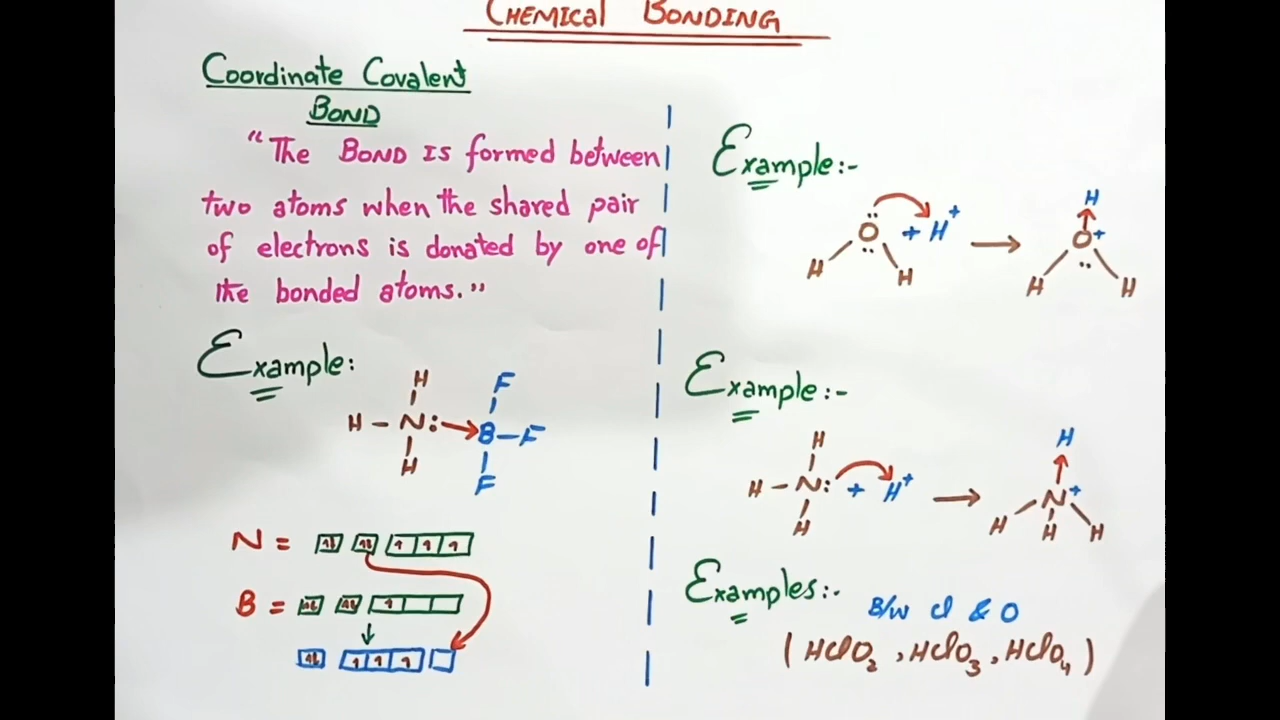 CHEMICAL BONDING
Coordinate Covalent
BOND
"The BOND IS formed between
two atoms when the shared pair
of electrons is donated by one of
the bonded atoms."
Example:
H
H – N: → B – F
H
F
F
N = ⇅ ⇅ ↑ ↑ ↑
B = ⇅ ⇅ ↑
↓
⇅ ↑ ↑ ↑
Example:-
H O H + H+ → H O+ H H
Example:-
H
H – N: + H+ → H N+ H H H
H
Examples:-
B/w Cl & O
(HClO2, HClO3, HClO4)